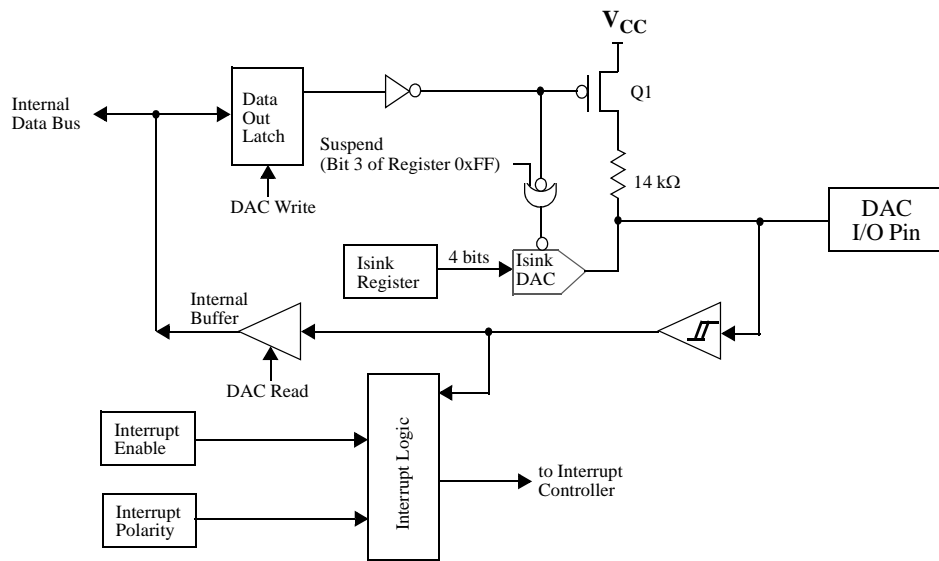 V_CC
Q1
14 kΩ
Internal
Data Bus
Data
Out
Latch
DAC Write
Suspend
(Bit 3 of Register 0xFF)
DAC
I/O Pin
Isink
Register
4 bits
Isink
DAC
Internal
Buffer
DAC Read
Interrupt
Enable
Interrupt
Polarity
Interrupt Logic
to Interrupt
Controller